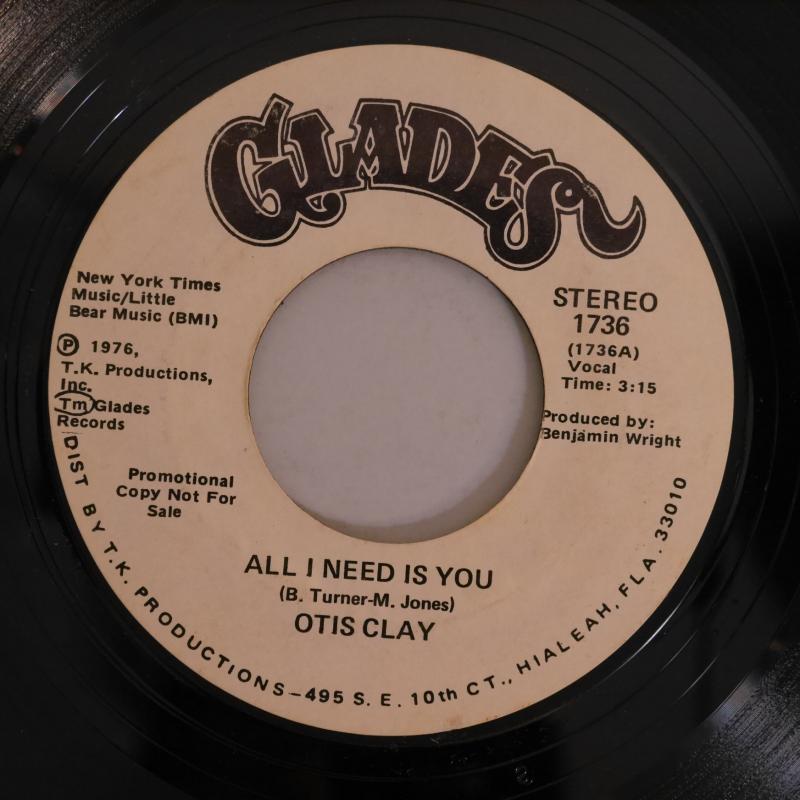 GLADES
New York Times
Music/Little
Bear Music (BMI)
℗ 1976,
T.K. Productions,
Inc.
Tm Glades
Records
Promotional
Copy Not For
Sale
STEREO
1736
(1736A)
Vocal
Time: 3:15
Produced by:
Benjamin Wright
ALL I NEED IS YOU
(B. Turner-M. Jones)
OTIS CLAY
DIST BY T.K. PRODUCTIONS—495 S. E. 10th CT., HIALEAH, FLA. 33010